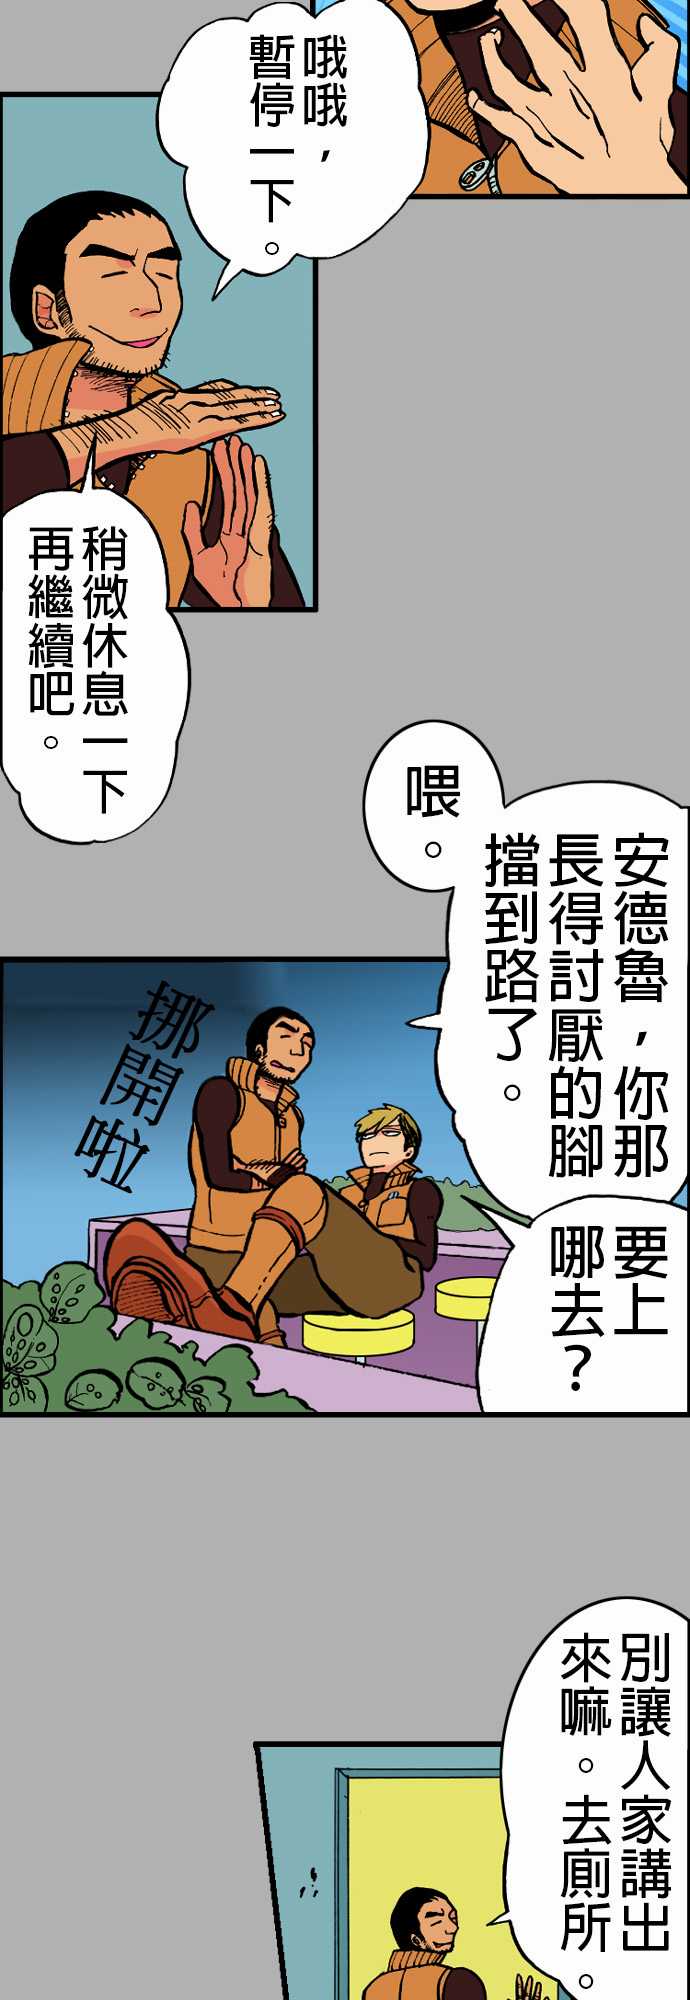 哦哦，
暫停一下。
稍微休息一下
再繼續吧。
喂。
安德魯，你那
長得討厭的腳
擋到路了。
挪開啦
要上
哪去？
別讓人家講出
來嘛。去廁所。